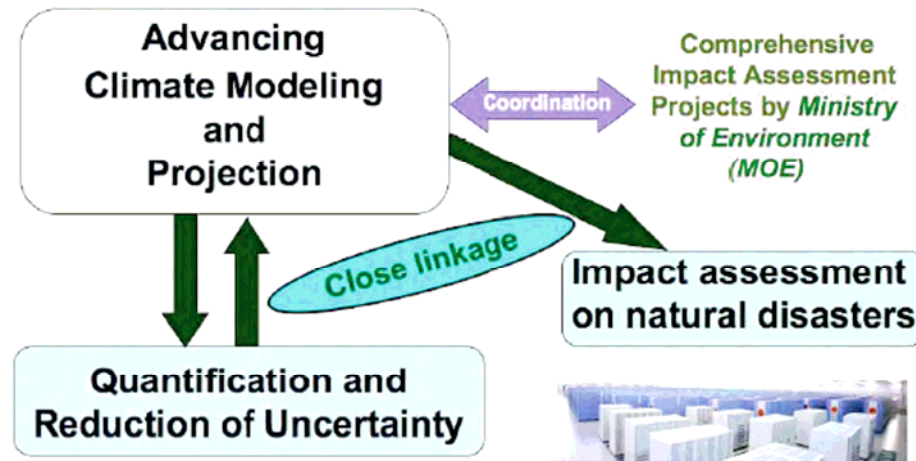 Advancing
Climate Modeling
and
Projection
Coordination
Comprehensive
Impact Assessment
Projects by Ministry
of Environment
(MOE)
Close linkage
Impact assessment
on natural disasters
Quantification and
Reduction of Uncertainty